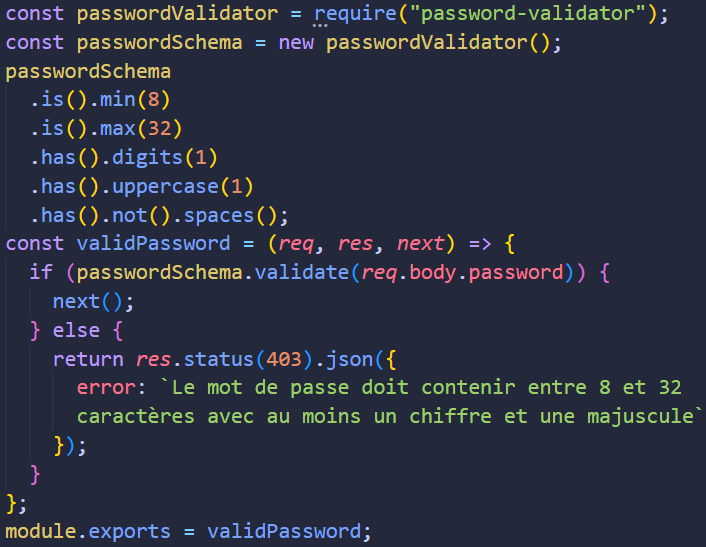 const passwordValidator = require("password-validator");
const passwordSchema = new passwordValidator();
passwordSchema
  .is().min(8)
  .is().max(32)
  .has().digits(1)
  .has().uppercase(1)
  .has().not().spaces();
const validPassword = (req, res, next) => {
  if (passwordSchema.validate(req.body.password)) {
    next();
  } else {
    return res.status(403).json({
      error: `Le mot de passe doit contenir entre 8 et 32
      caractères avec au moins un chiffre et une majuscule`
    });
  }
};
module.exports = validPassword;